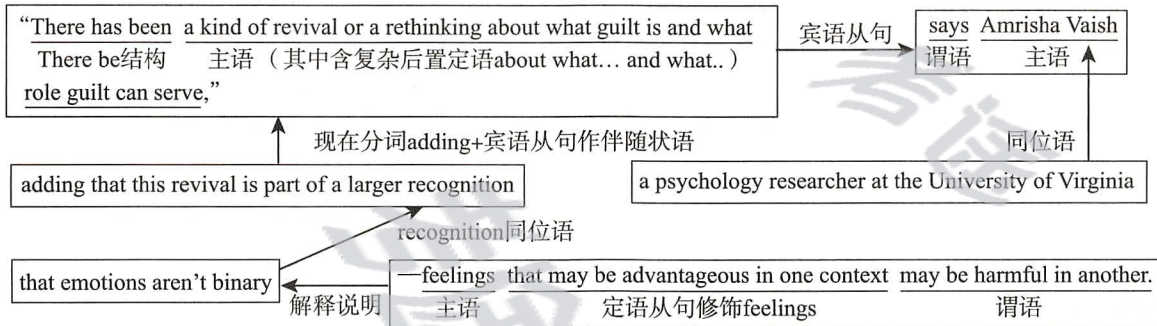 “There has been a kind of revival or a rethinking about what guilt is and what
There be结构 主语（其中含复杂后置定语about what… and what..）
role guilt can serve,”
宾语从句
says Amrisha Vaish
谓语 主语
现在分词adding+宾语从句作伴随状语
同位语
adding that this revival is part of a larger recognition
a psychology researcher at the University of Virginia
recognition同位语
that emotions aren’t binary
解释说明
—feelings that may be advantageous in one context may be harmful in another.
主语 定语从句修饰feelings 谓语